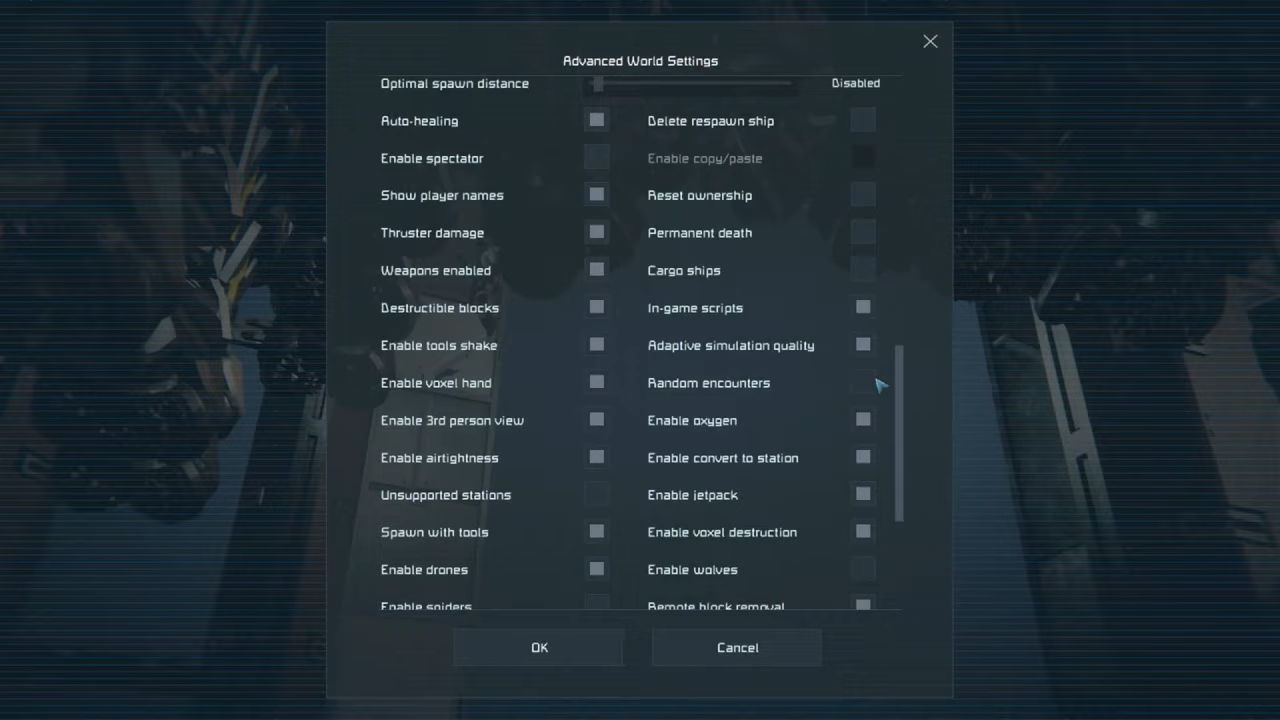 Advanced World Settings
Optimal spawn distance Disabled
Auto-healing Delete respawn ship
Enable spectator Enable copy/paste
Show player names Reset ownership
Thruster damage Permanent death
Weapons enabled Cargo ships
Destructible blocks In-game scripts
Enable tools shake Adaptive simulation quality
Enable voxel hand Random encounters
Enable 3rd person view Enable oxygen
Enable airtightness Enable convert to station
Unsupported stations Enable jetpack
Spawn with tools Enable voxel destruction
Enable drones Enable wolves
Enable spiders Remote block removal
OK Cancel